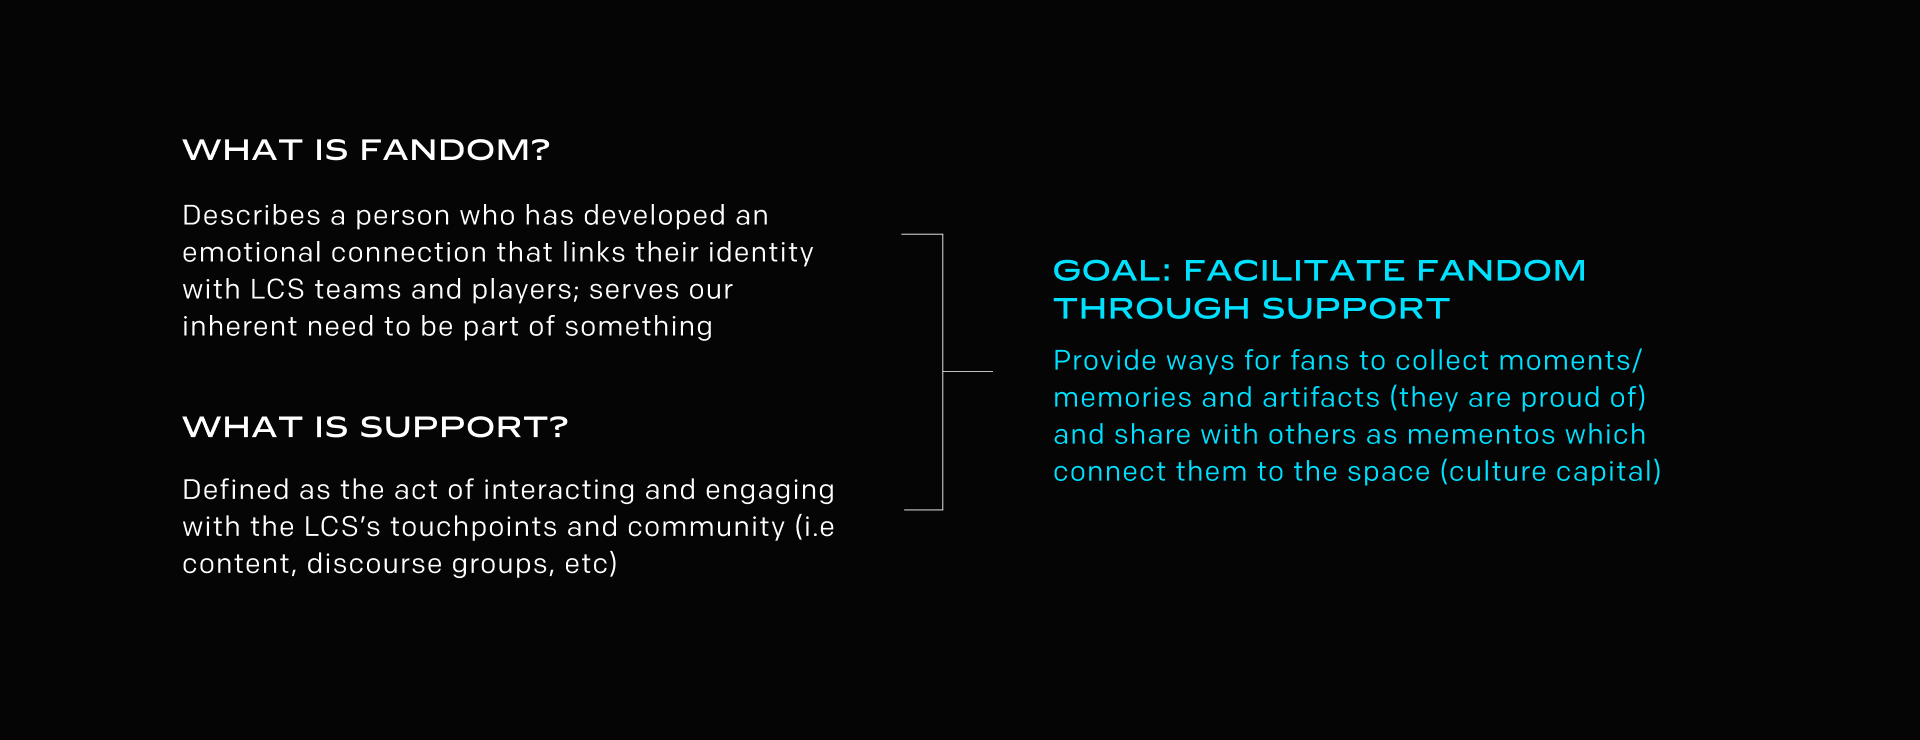 WHAT IS FANDOM?
Describes a person who has developed an
emotional connection that links their identity
with LCS teams and players; serves our
inherent need to be part of something
WHAT IS SUPPORT?
Defined as the act of interacting and engaging
with the LCS’s touchpoints and community (i.e
content, discourse groups, etc)
GOAL: FACILITATE FANDOM
THROUGH SUPPORT
Provide ways for fans to collect moments/
memories and artifacts (they are proud of)
and share with others as mementos which
connect them to the space (culture capital)